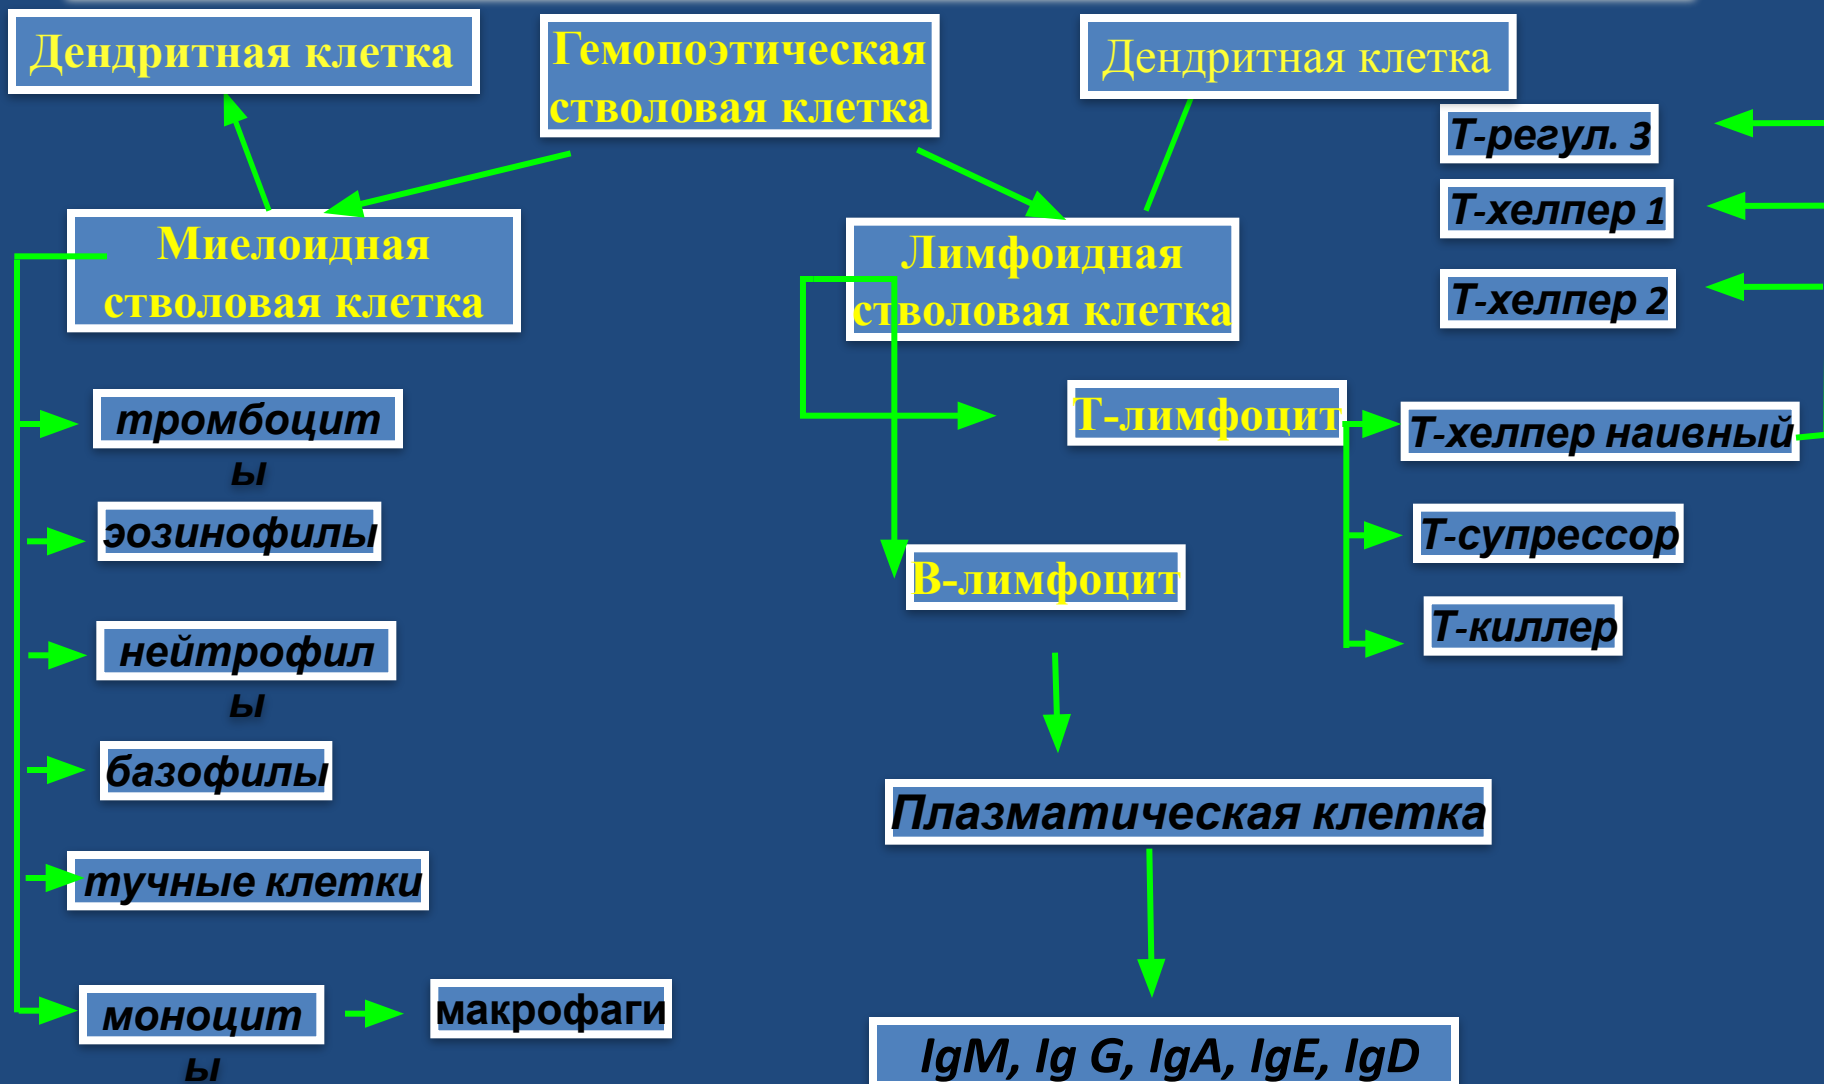 Дендритная клетка
Гемопоэтическая
стволовая клетка
Дендритная клетка
Т-регул. 3
Т-хелпер 1
Т-хелпер 2
Миелоидная
стволовая клетка
Лимфоидная
стволовая клетка
тромбоцит
ы
эозинофилы
нейтрофил
ы
базофилы
тучные клетки
моноцит
ы
макрофаги
Т-лимфоцит
Т-хелпер наивный
Т-супрессор
Т-киллер
В-лимфоцит
Плазматическая клетка
IgM, Ig G, IgA, IgE, IgD